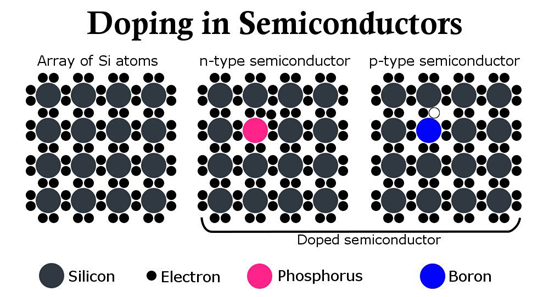 Doping in Semiconductors
Array of Si atoms
n-type semiconductor
p-type semiconductor
Doped semiconductor
Silicon
Electron
Phosphorus
Boron